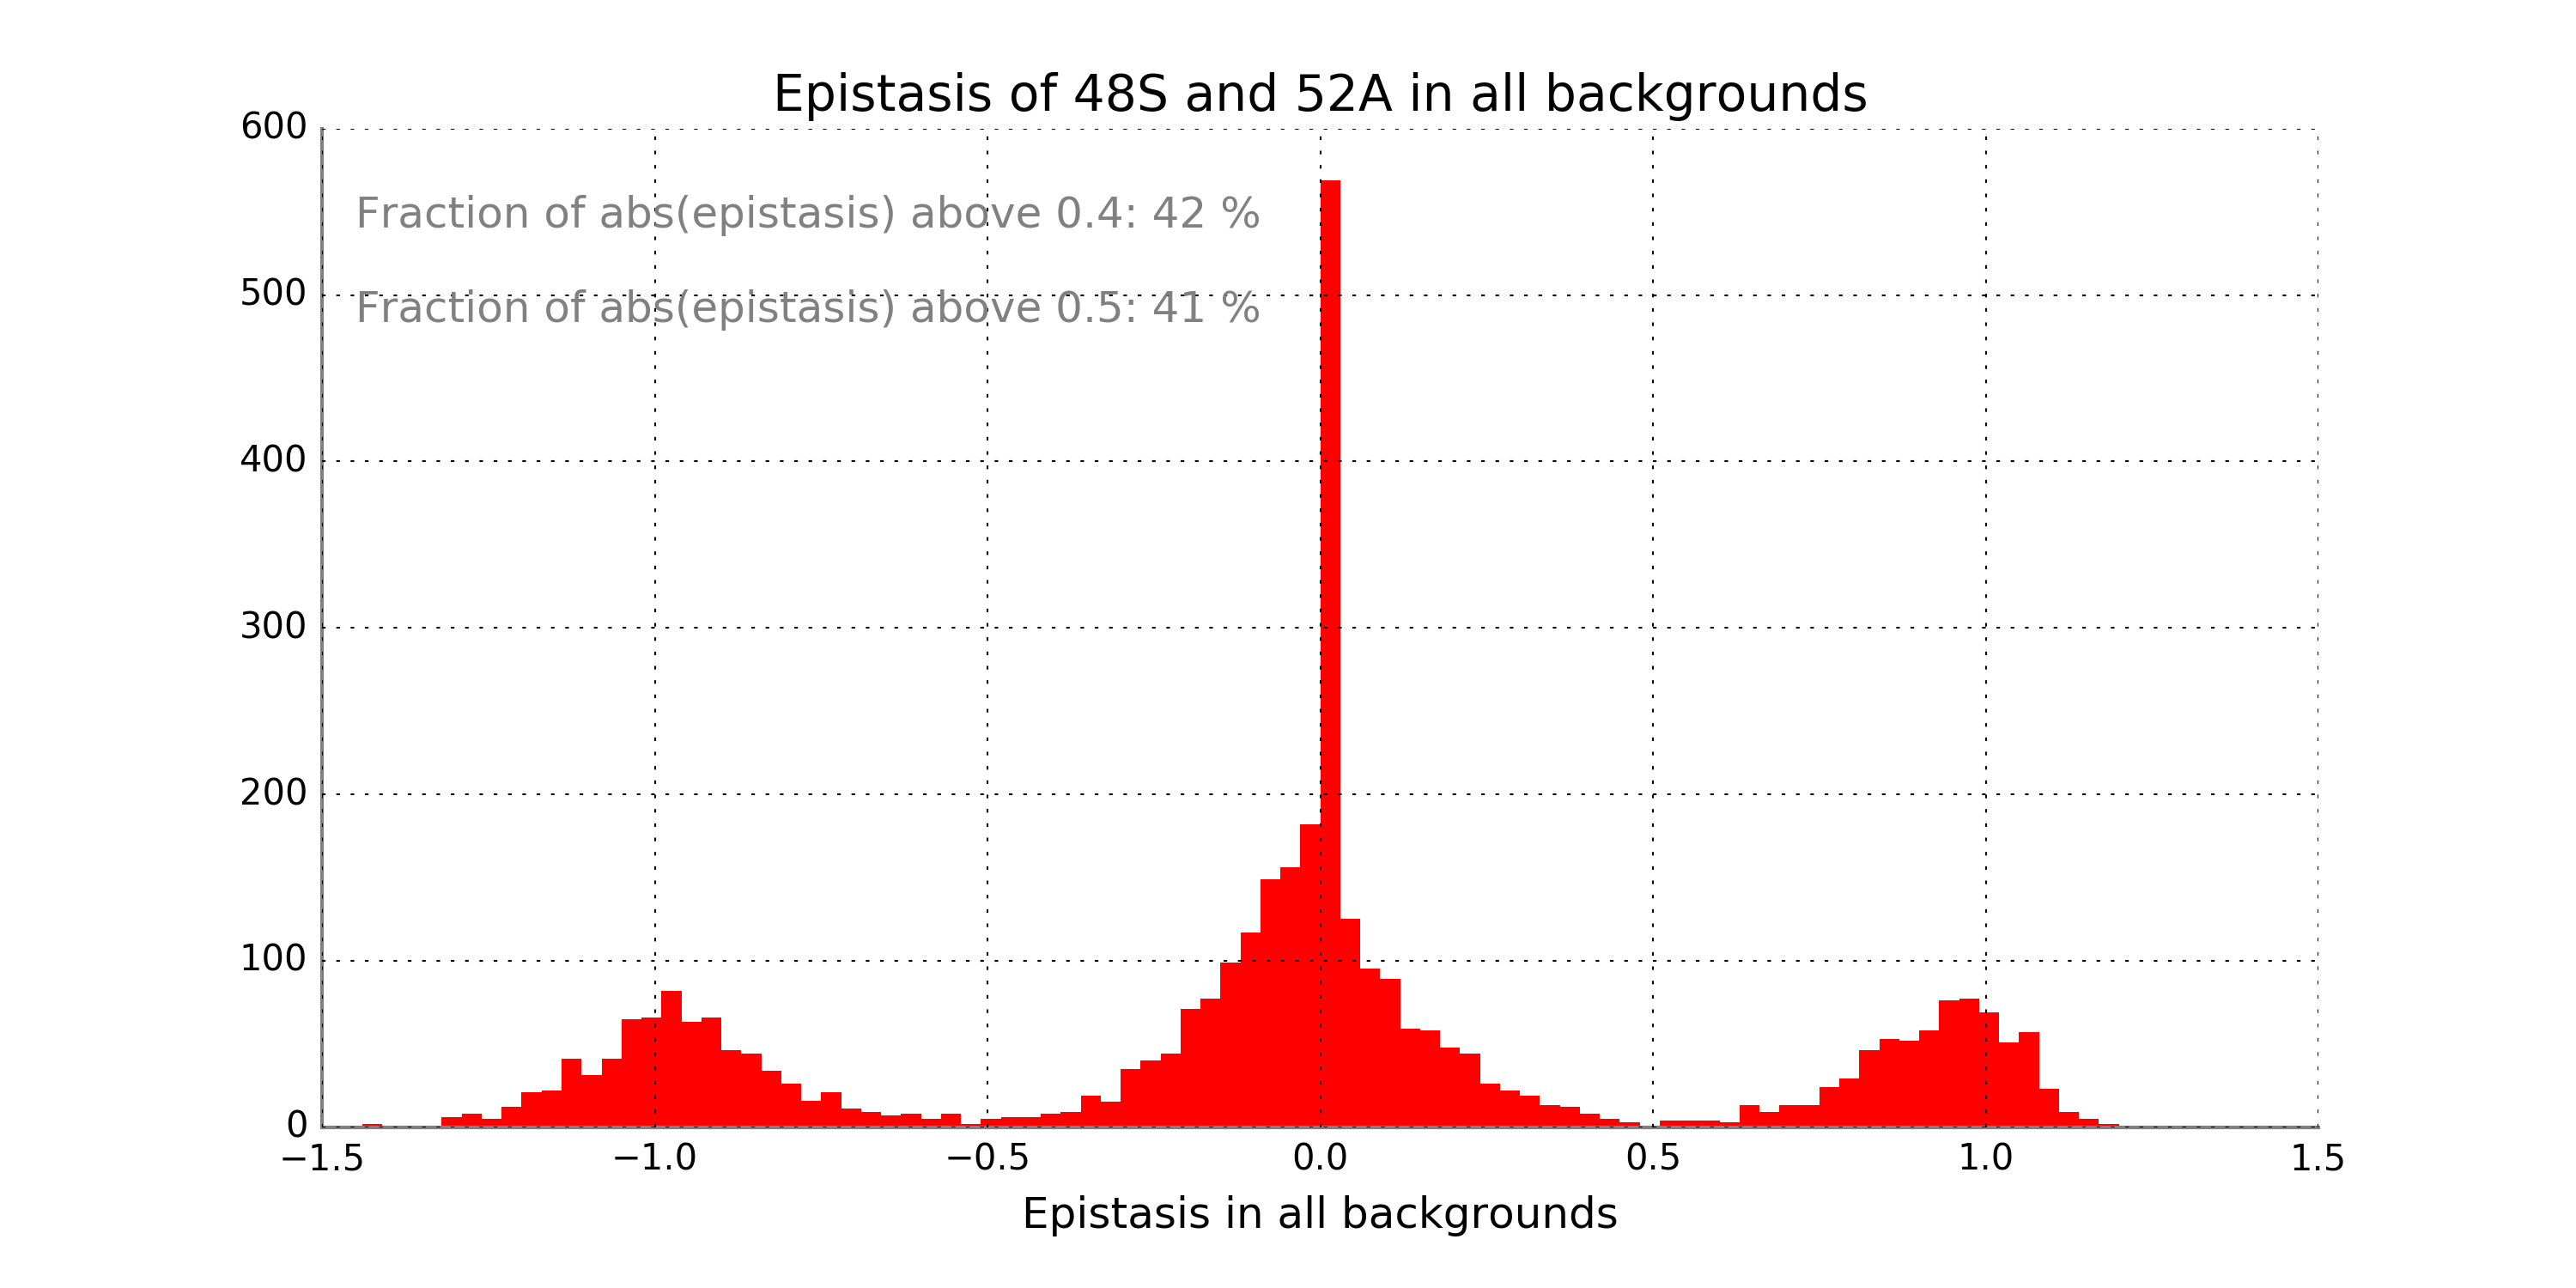 Epistasis of 48S and 52A in all backgrounds
600
Fraction of abs(epistasis) above 0.4: 42 %
500
Fraction of abs(epistasis) above 0.5: 41 %
400
300
200
100
0
−1.5 −1.0 −0.5 0.0 0.5 1.0 1.5
Epistasis in all backgrounds